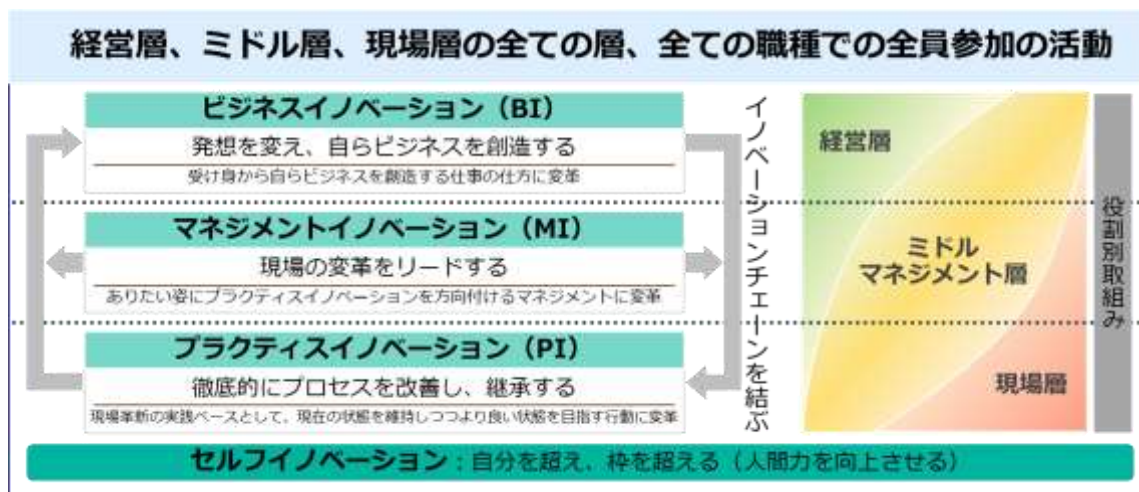 経営層、ミドル層、現場層の全ての層、全ての職種での全員参加の活動
ビジネスイノベーション（BI）
発想を変え、自らビジネスを創造する
受け身から自らビジネスを創造する仕事の仕方に変革
マネジメントイノベーション（MI）
現場の変革をリードする
ありたい姿にプラクティスイノベーションを方向付けるマネジメントに変革
プラクティスイノベーション（PI）
徹底的にプロセスを改善し、継承する
現場革新の実践ベースとして、現在の状態を維持しつつより良い状態を目指す行動に変革
イノベーションチェーンを結ぶ
経営層
ミドル
マネジメント層
現場層
役割別取組み
セルフイノベーション：自分を超え、枠を超える（人間力を向上させる）